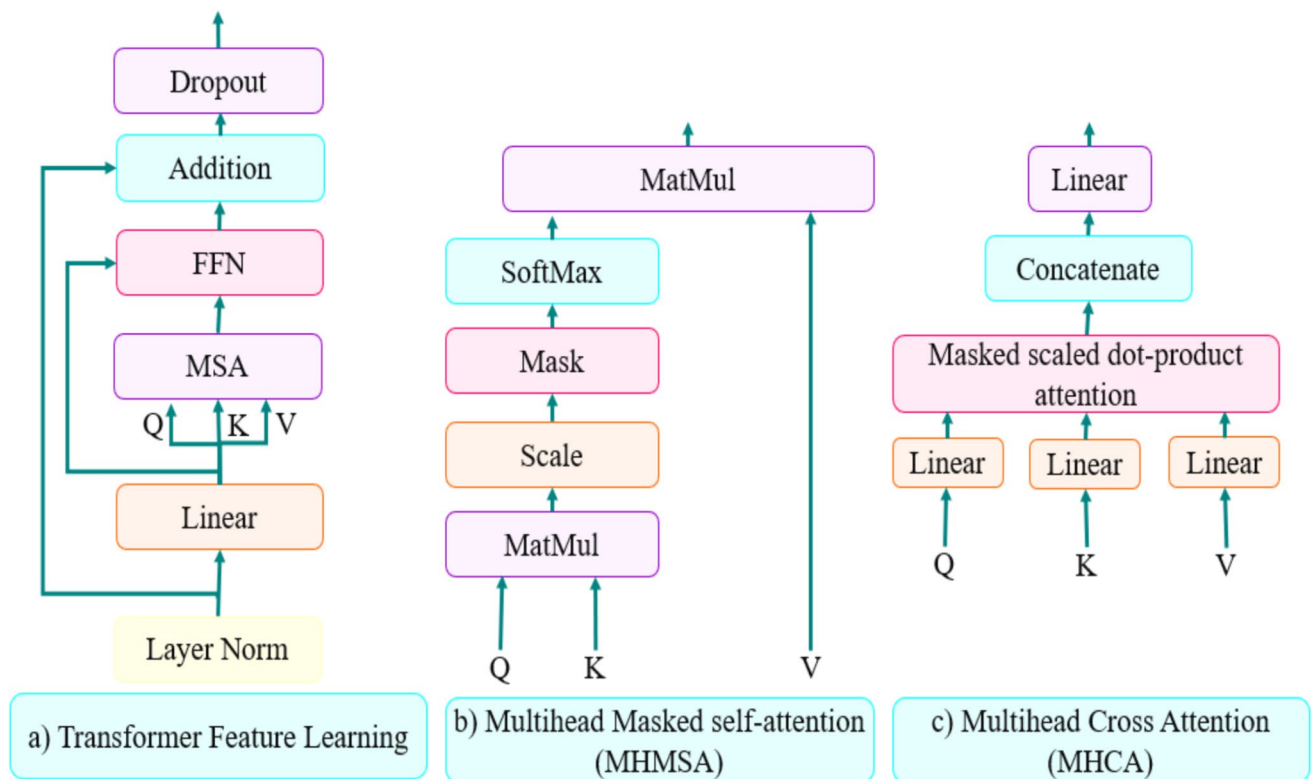 Dropout
Addition
FFN
MSA
Q
K
V
Linear
Layer Norm
a) Transformer Feature Learning
MatMul
SoftMax
Mask
Scale
MatMul
Q
K
V
b) Multihead Masked self-attention
(MHMSA)
Linear
Concatenate
Masked scaled dot-product
attention
Linear
Linear
Linear
Q
K
V
c) Multihead Cross Attention
(MHCA)